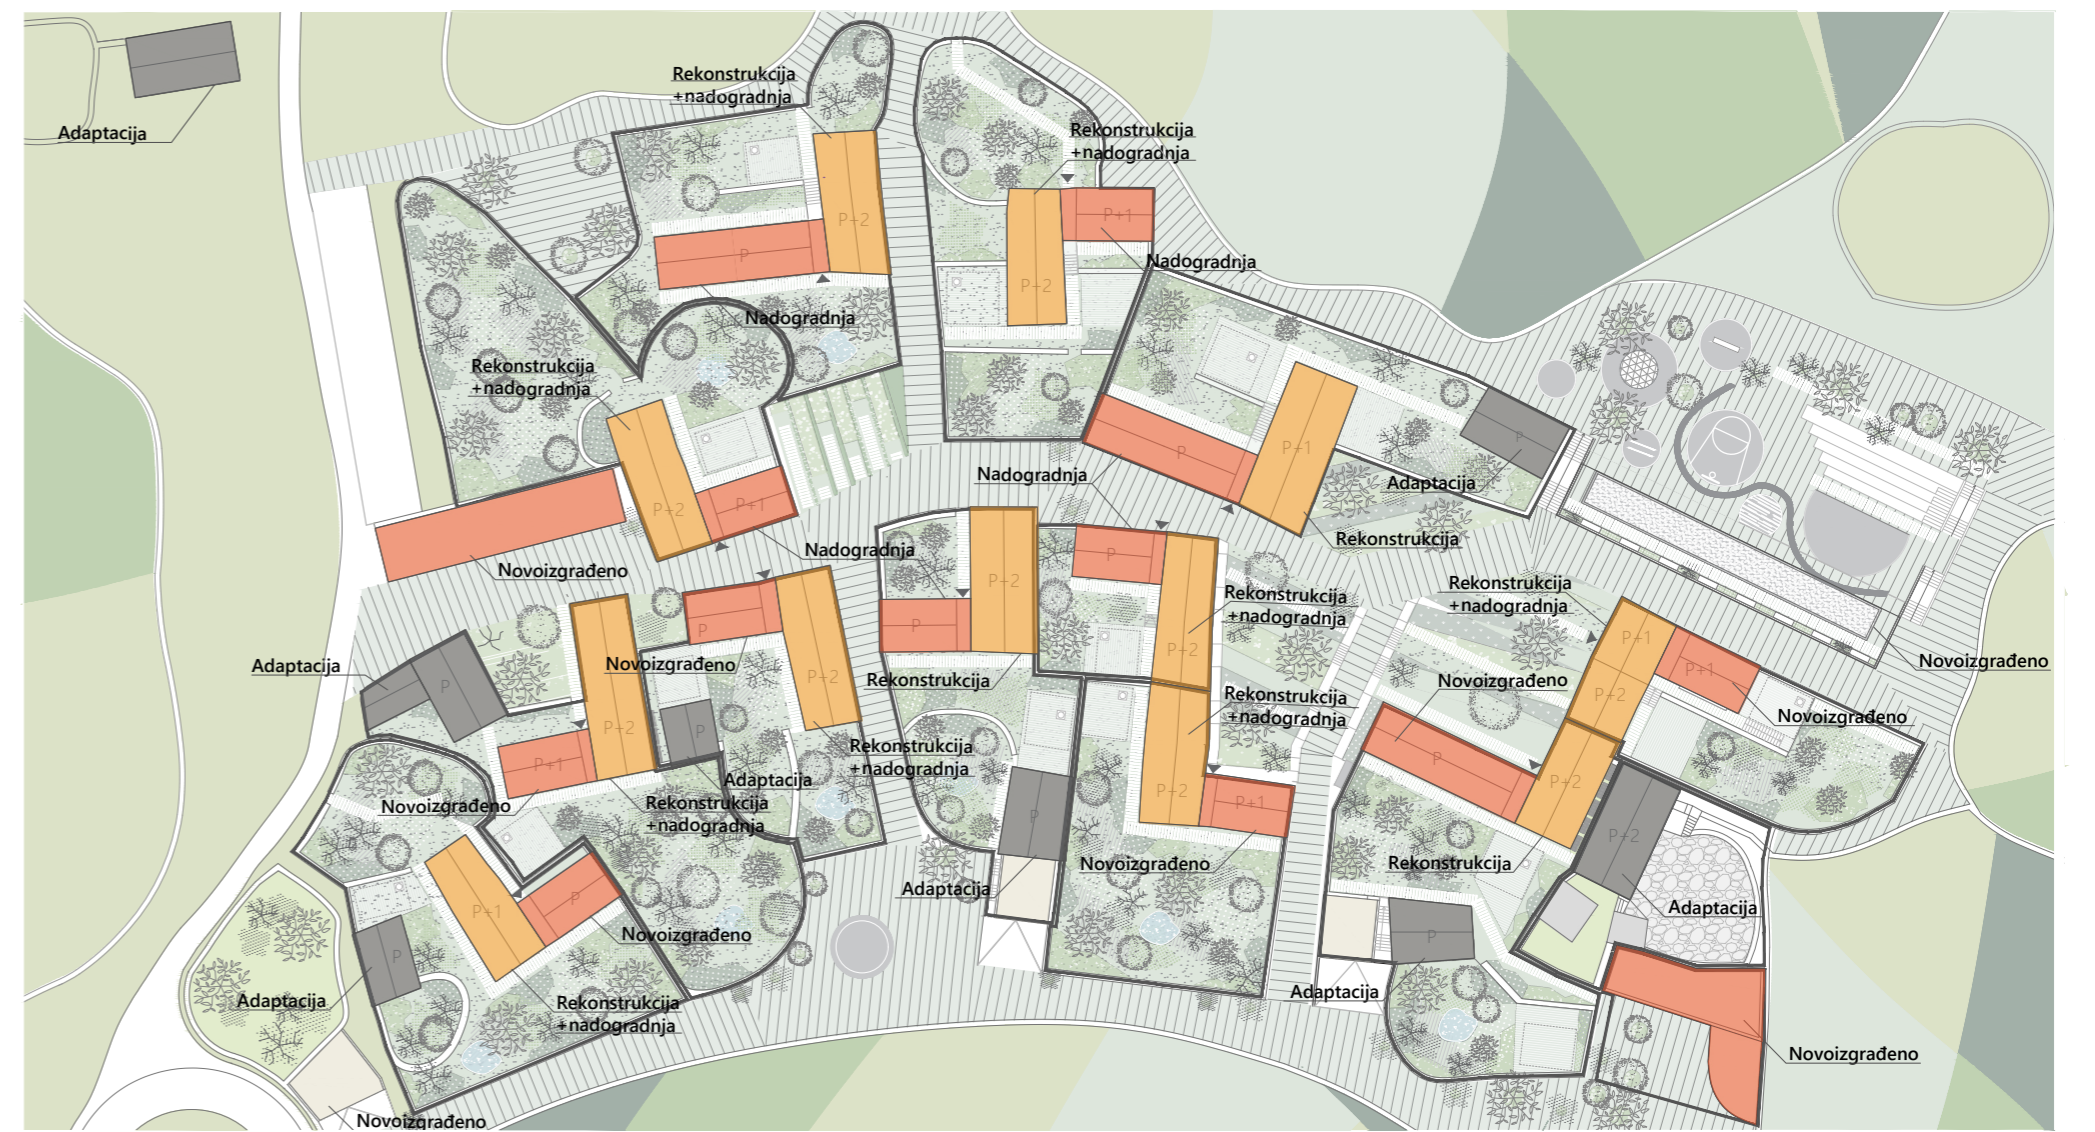 Rekonstrukcija
+nadogradnja
Adaptacija
Rekonstrukcija
+nadogradnja
P+2
P+1
P
Nadogradnja
P+2
Nadogradnja
Rekonstrukcija
+nadogradnja
P+1
P
P
Nadogradnja
Adaptacija
P+2
P+1
Rekonstrukcija
Nadogradnja
Novoizgrađeno
P
P+2
Rekonstrukcija
+nadogradnja
Rekonstrukcija
+nadogradnja
P
P
P+1
Adaptacija
Novoizgrađeno
P+2
Rekonstrukcija
P+2
P+1
Novoizgrađeno
P
P+2
Novoizgrađeno
P+2
Rekonstrukcija
+nadogradnja
Novoizgrađeno
P+2
P
Rekonstrukcija
+nadogradnja
P
P+1
Adaptacija
P+2
P+2
Novoizgrađeno
Rekonstrukcija
+nadogradnja
P+1
P
P+2
Novoizgrađeno
Rekonstrukcija
Adaptacija
P
P+1
Adaptacija
Novoizgrađeno
P
P
Adaptacija
Rekonstrukcija
+nadogradnja
Adaptacija
Novoizgrađeno
Novoizgrađeno